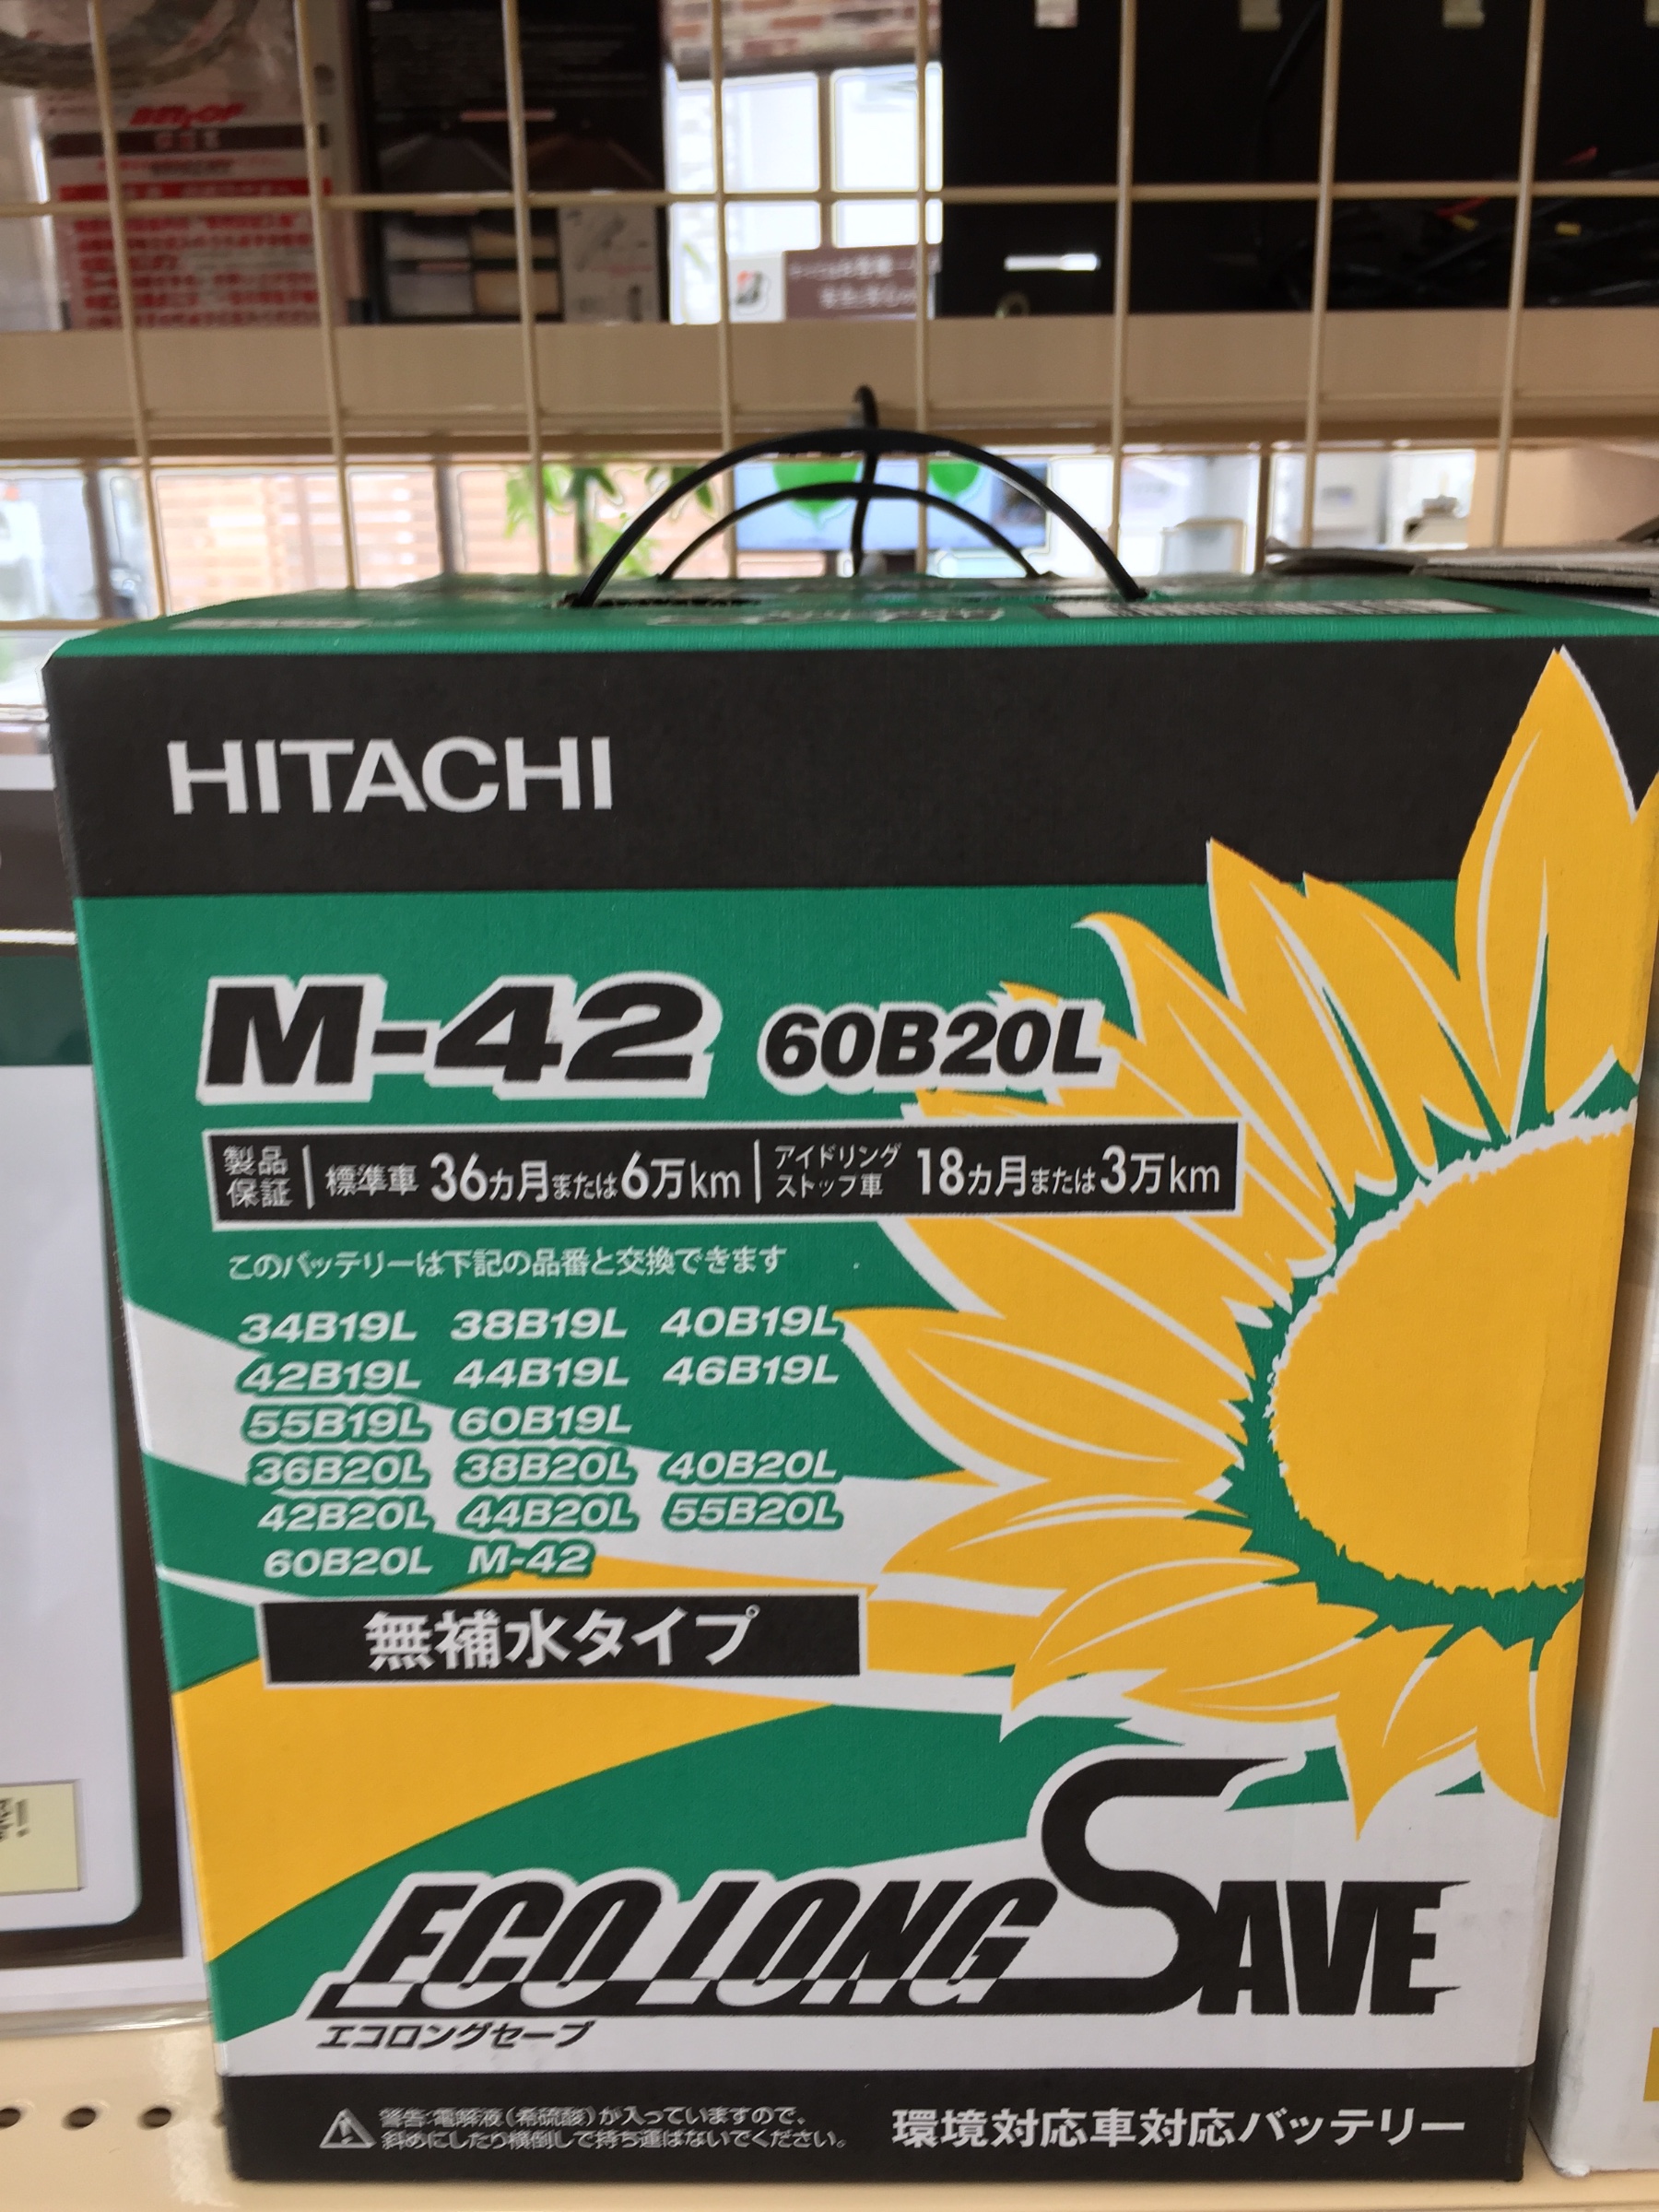 HITACHI
M-42 60B20L
製品保証 標準車 36カ月または6万km アイドリングストップ車 18カ月または3万km
このバッテリーは下記の品番と交換できます
34B19L 38B19L 40B19L
42B19L 44B19L 46B19L
55B19L 60B19L
36B20L 38B20L 40B20L
42B20L 44B20L 55B20L
60B20L M-42
無補水タイプ
ECO LONG SAVE
エコロングセーブ
警告:電解液(希硫酸)が入っていますので、
斜めにしたり横倒しで持ち運ばないでください。
環境対応車対応バッテリー